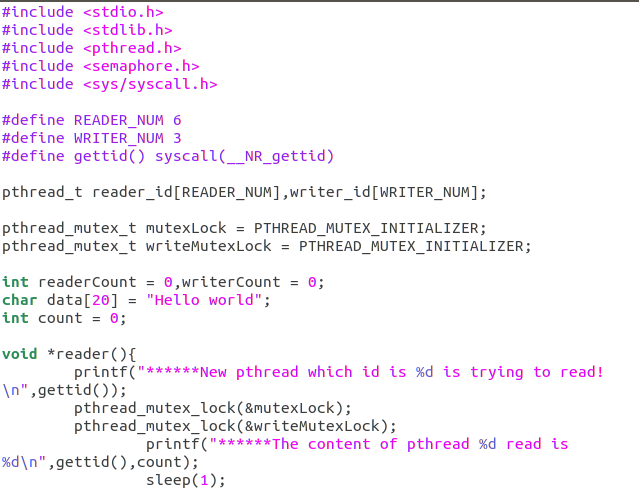 #include <stdio.h>
#include <stdlib.h>
#include <pthread.h>
#include <semaphore.h>
#include <sys/syscall.h>

#define READER_NUM 6
#define WRITER_NUM 3
#define gettid() syscall(__NR_gettid)

pthread_t reader_id[READER_NUM],writer_id[WRITER_NUM];

pthread_mutex_t mutexLock = PTHREAD_MUTEX_INITIALIZER;
pthread_mutex_t writeMutexLock = PTHREAD_MUTEX_INITIALIZER;

int readerCount = 0,writerCount = 0;
char data[20] = "Hello world";
int count = 0;

void *reader(){
        printf("******New pthread which id is %d is trying to read!
\n",gettid());
        pthread_mutex_lock(&mutexLock);
        pthread_mutex_lock(&writeMutexLock);
                printf("******The content of pthread %d read is
%d\n",gettid(),count);
                sleep(1);